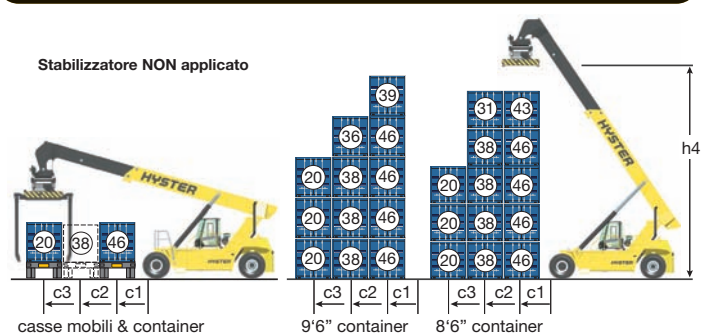 Stabilizzatore NON applicato
HYSTER
20 38 46
HYSTER
c3 c2 c1
casse mobili & container
39
36 46
20 38 46
20 38 46
20 38 46
c3 c2 c1
9‘6” container
31 43
38 46
20 38 46
20 38 46
20 38 46
c3 c2 c1
8‘6” container
HYSTER
HYSTER
h4